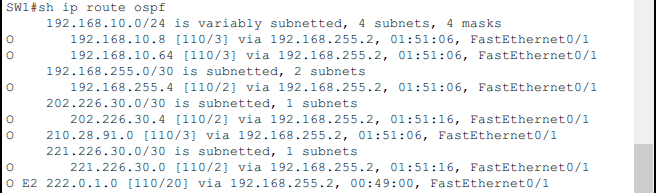 SW1#sh ip route ospf
     192.168.10.0/24 is variably subnetted, 4 subnets, 4 masks
O       192.168.10.8 [110/3] via 192.168.255.2, 01:51:06, FastEthernet0/1
O       192.168.10.64 [110/3] via 192.168.255.2, 01:51:06, FastEthernet0/1
     192.168.255.0/30 is subnetted, 2 subnets
O       192.168.255.4 [110/2] via 192.168.255.2, 01:51:06, FastEthernet0/1
     202.226.30.0/30 is subnetted, 1 subnets
O       202.226.30.4 [110/2] via 192.168.255.2, 01:51:16, FastEthernet0/1
O    210.28.91.0 [110/3] via 192.168.255.2, 01:51:06, FastEthernet0/1
     221.226.30.0/30 is subnetted, 1 subnets
O       221.226.30.0 [110/2] via 192.168.255.2, 01:51:16, FastEthernet0/1
O E2 222.0.1.0 [110/20] via 192.168.255.2, 00:49:00, FastEthernet0/1